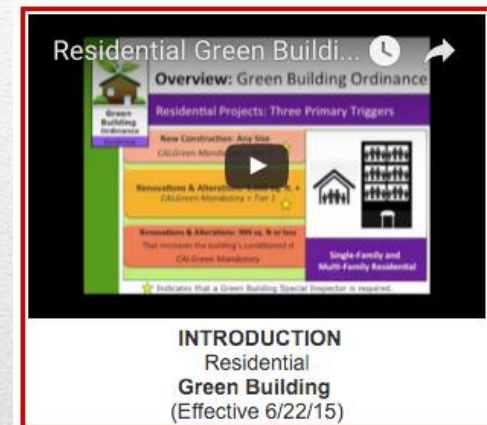 Residential Green Buildi...
Overview: Green Building Ordinance
Green
Building
Ordinance
Residential Projects: Three Primary Triggers
New Construction: Any Size
CALGreen Mandatory
Renovations & Alterations: sq. ft. +
CALGreen Mandatory + Tier 1
Renovations & Alterations: 999 sq. ft or less
That increases the building's conditioned
CALGreen Mandatory
Single-Family and
Multi-Family Residential
Indicates that a Green Building Special Inspector is required.
INTRODUCTION
Residential
Green Building
(Effective 6/22/15)